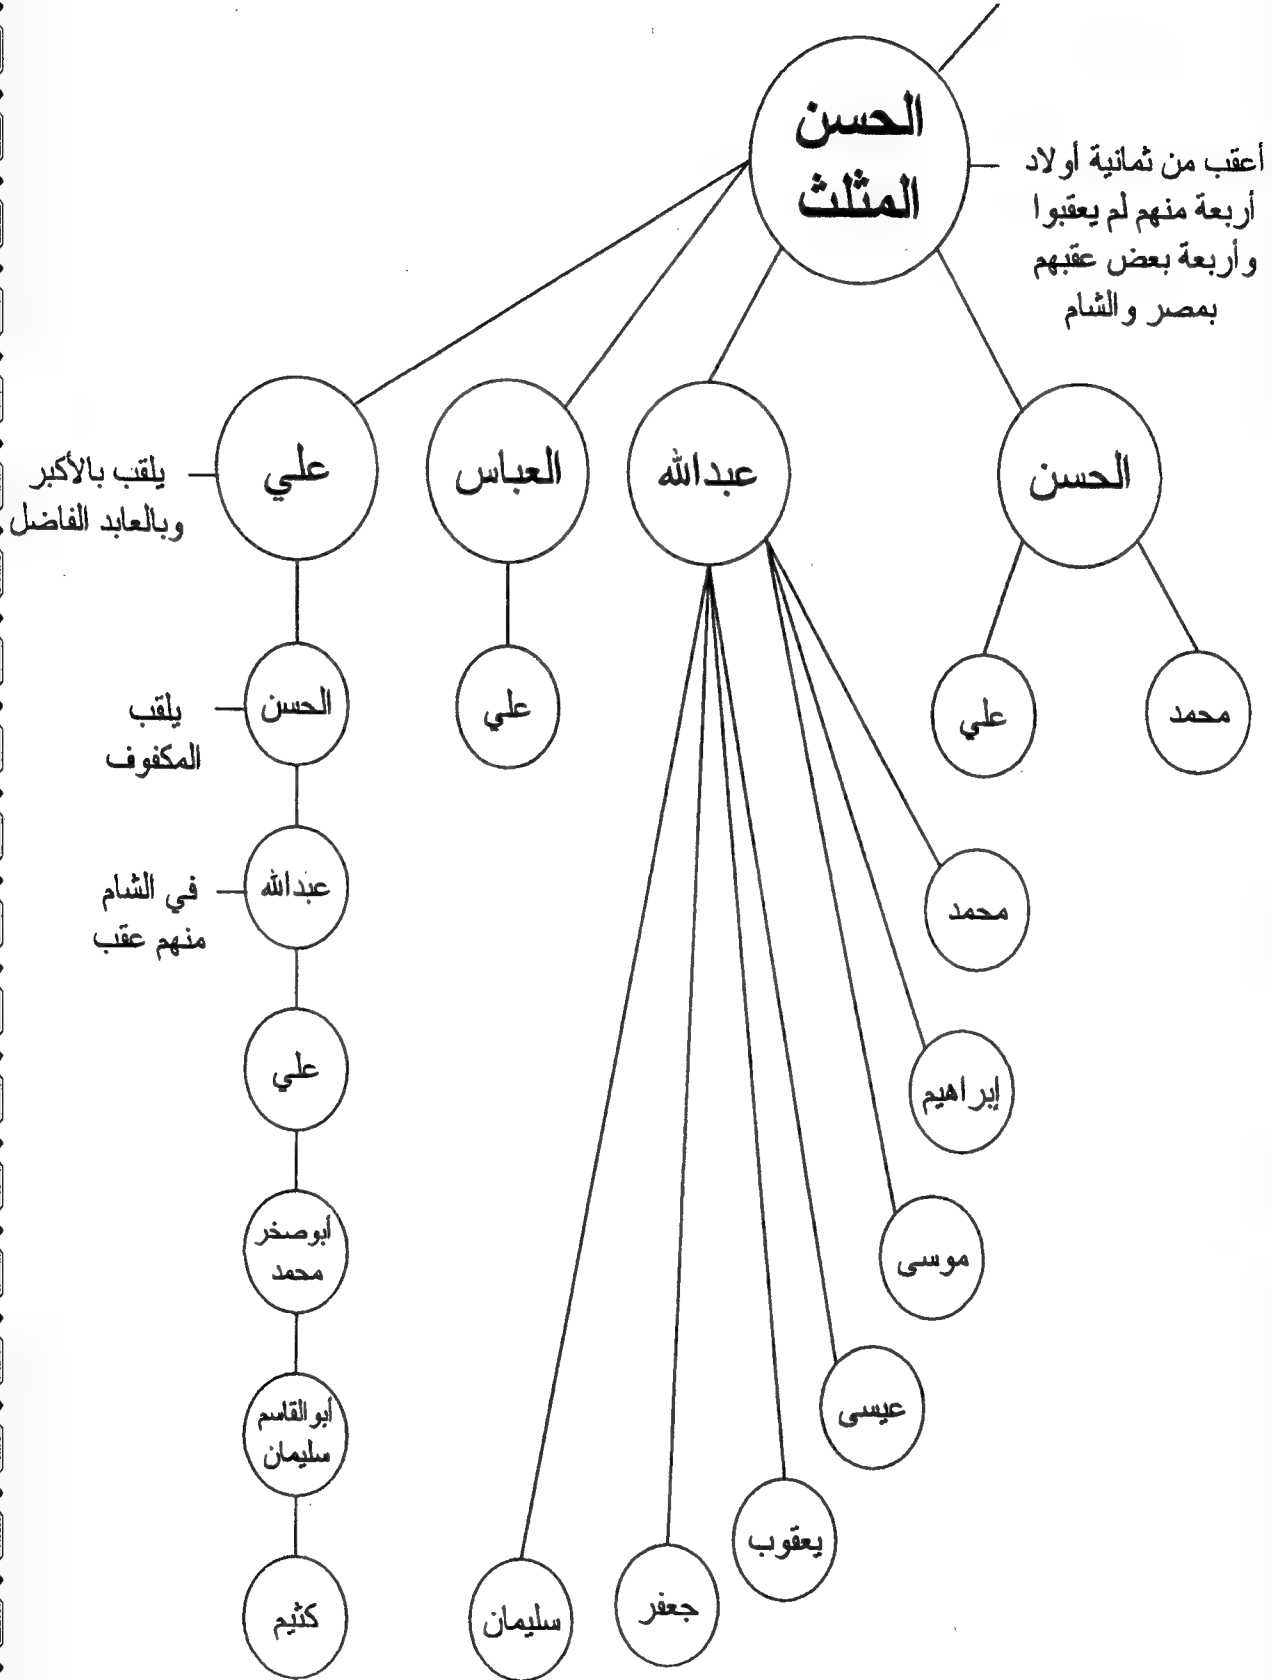 الحسن
المثلث
أعقب من ثمانية أولاد
أربعة منهم لم يعقبوا
وأربعة بعض عقبهم
بمصر والشام
الحسن
عبدالله
العباس
علي
يلقب بالأكبر
وبالعابد الفاضل
محمد
علي
علي
الحسن
يلقب
المكفوف
محمد
عبدالله
في الشام
منهم عقب
إبراهيم
علي
موسى
أبوصخر
محمد
عيسى
أبوالقاسم
سليمان
يعقوب
جعفر
سليمان
كثيم